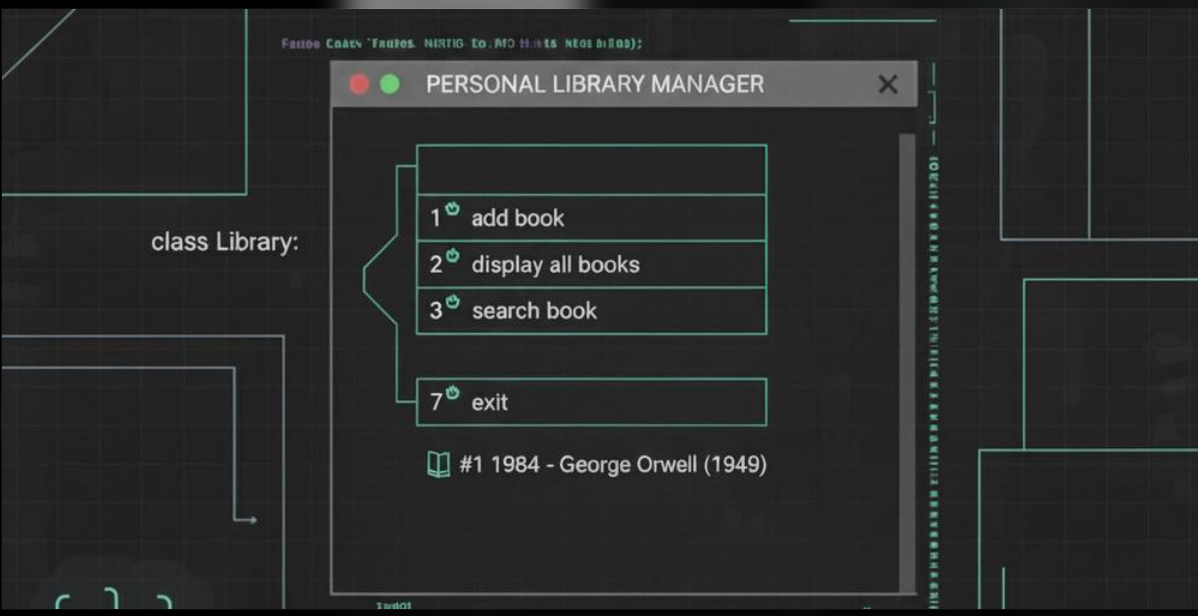 PERSONAL LIBRARY MANAGER
class Library:
1 add book
2 display all books
3 search book
7 exit
#1 1984 - George Orwell (1949)